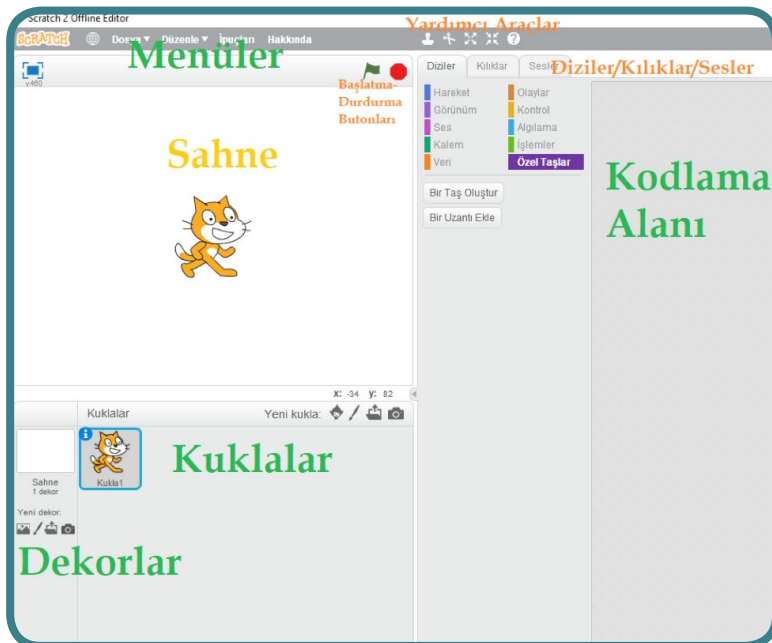 Scratch 2 Offline Editor
Yardımcı Araçlar
SCRATCH Dosya Düzenle İpuçları Hakkında
Menüler
v460
Başlatma-
Durdurma
Butonları
Diziler Kılıklar Sesler
Diziler/Kılıklar/Sesler
Hareket Olaylar
Görünüm Kontrol
Ses Algılama
Kalem İşlemler
Veri Özel Taşlar
Bir Taş Oluştur
Bir Uzantı Ekle
Sahne
Kodlama
Alanı
x: -34 y: 82
Kuklalar Yeni kukla:
Kuklalar
Sahne
1 dekor
Kukla1
Yeni dekor:
Dekorlar